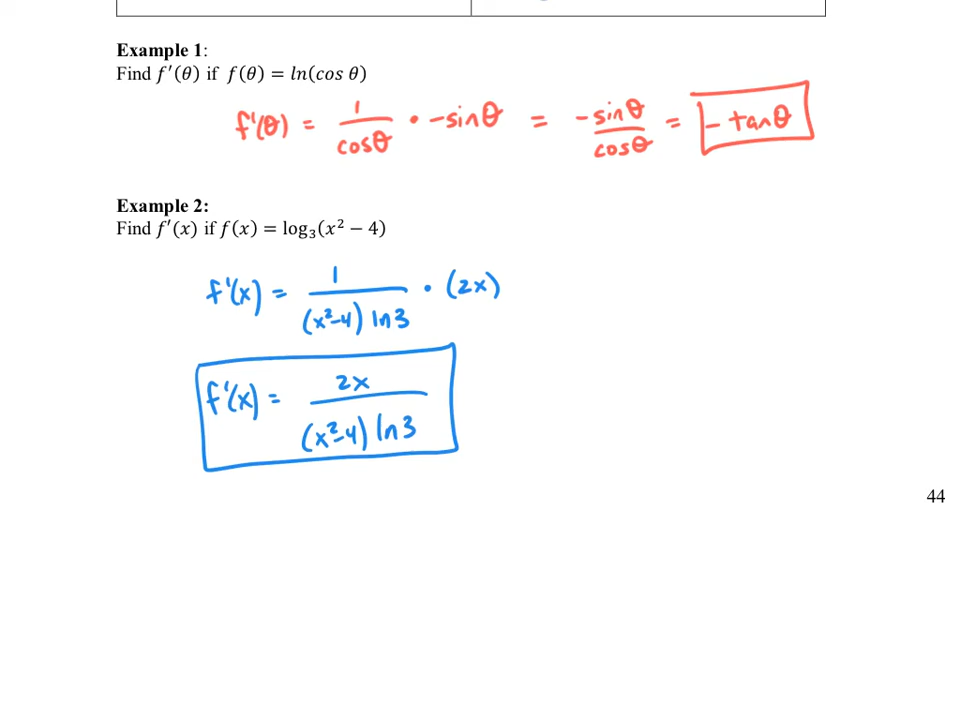 Example 1:
Find f′(θ) if f(θ) = ln(cos θ)
f'(θ) = 1/cosθ • -sinθ = -sinθ/cosθ = -tanθ
Example 2:
Find f′(x) if f(x) = log₃(x² − 4)
f'(x) = 1/((x²-4) ln3) • (2x)
f'(x) = 2x/((x²-4) ln3)
44